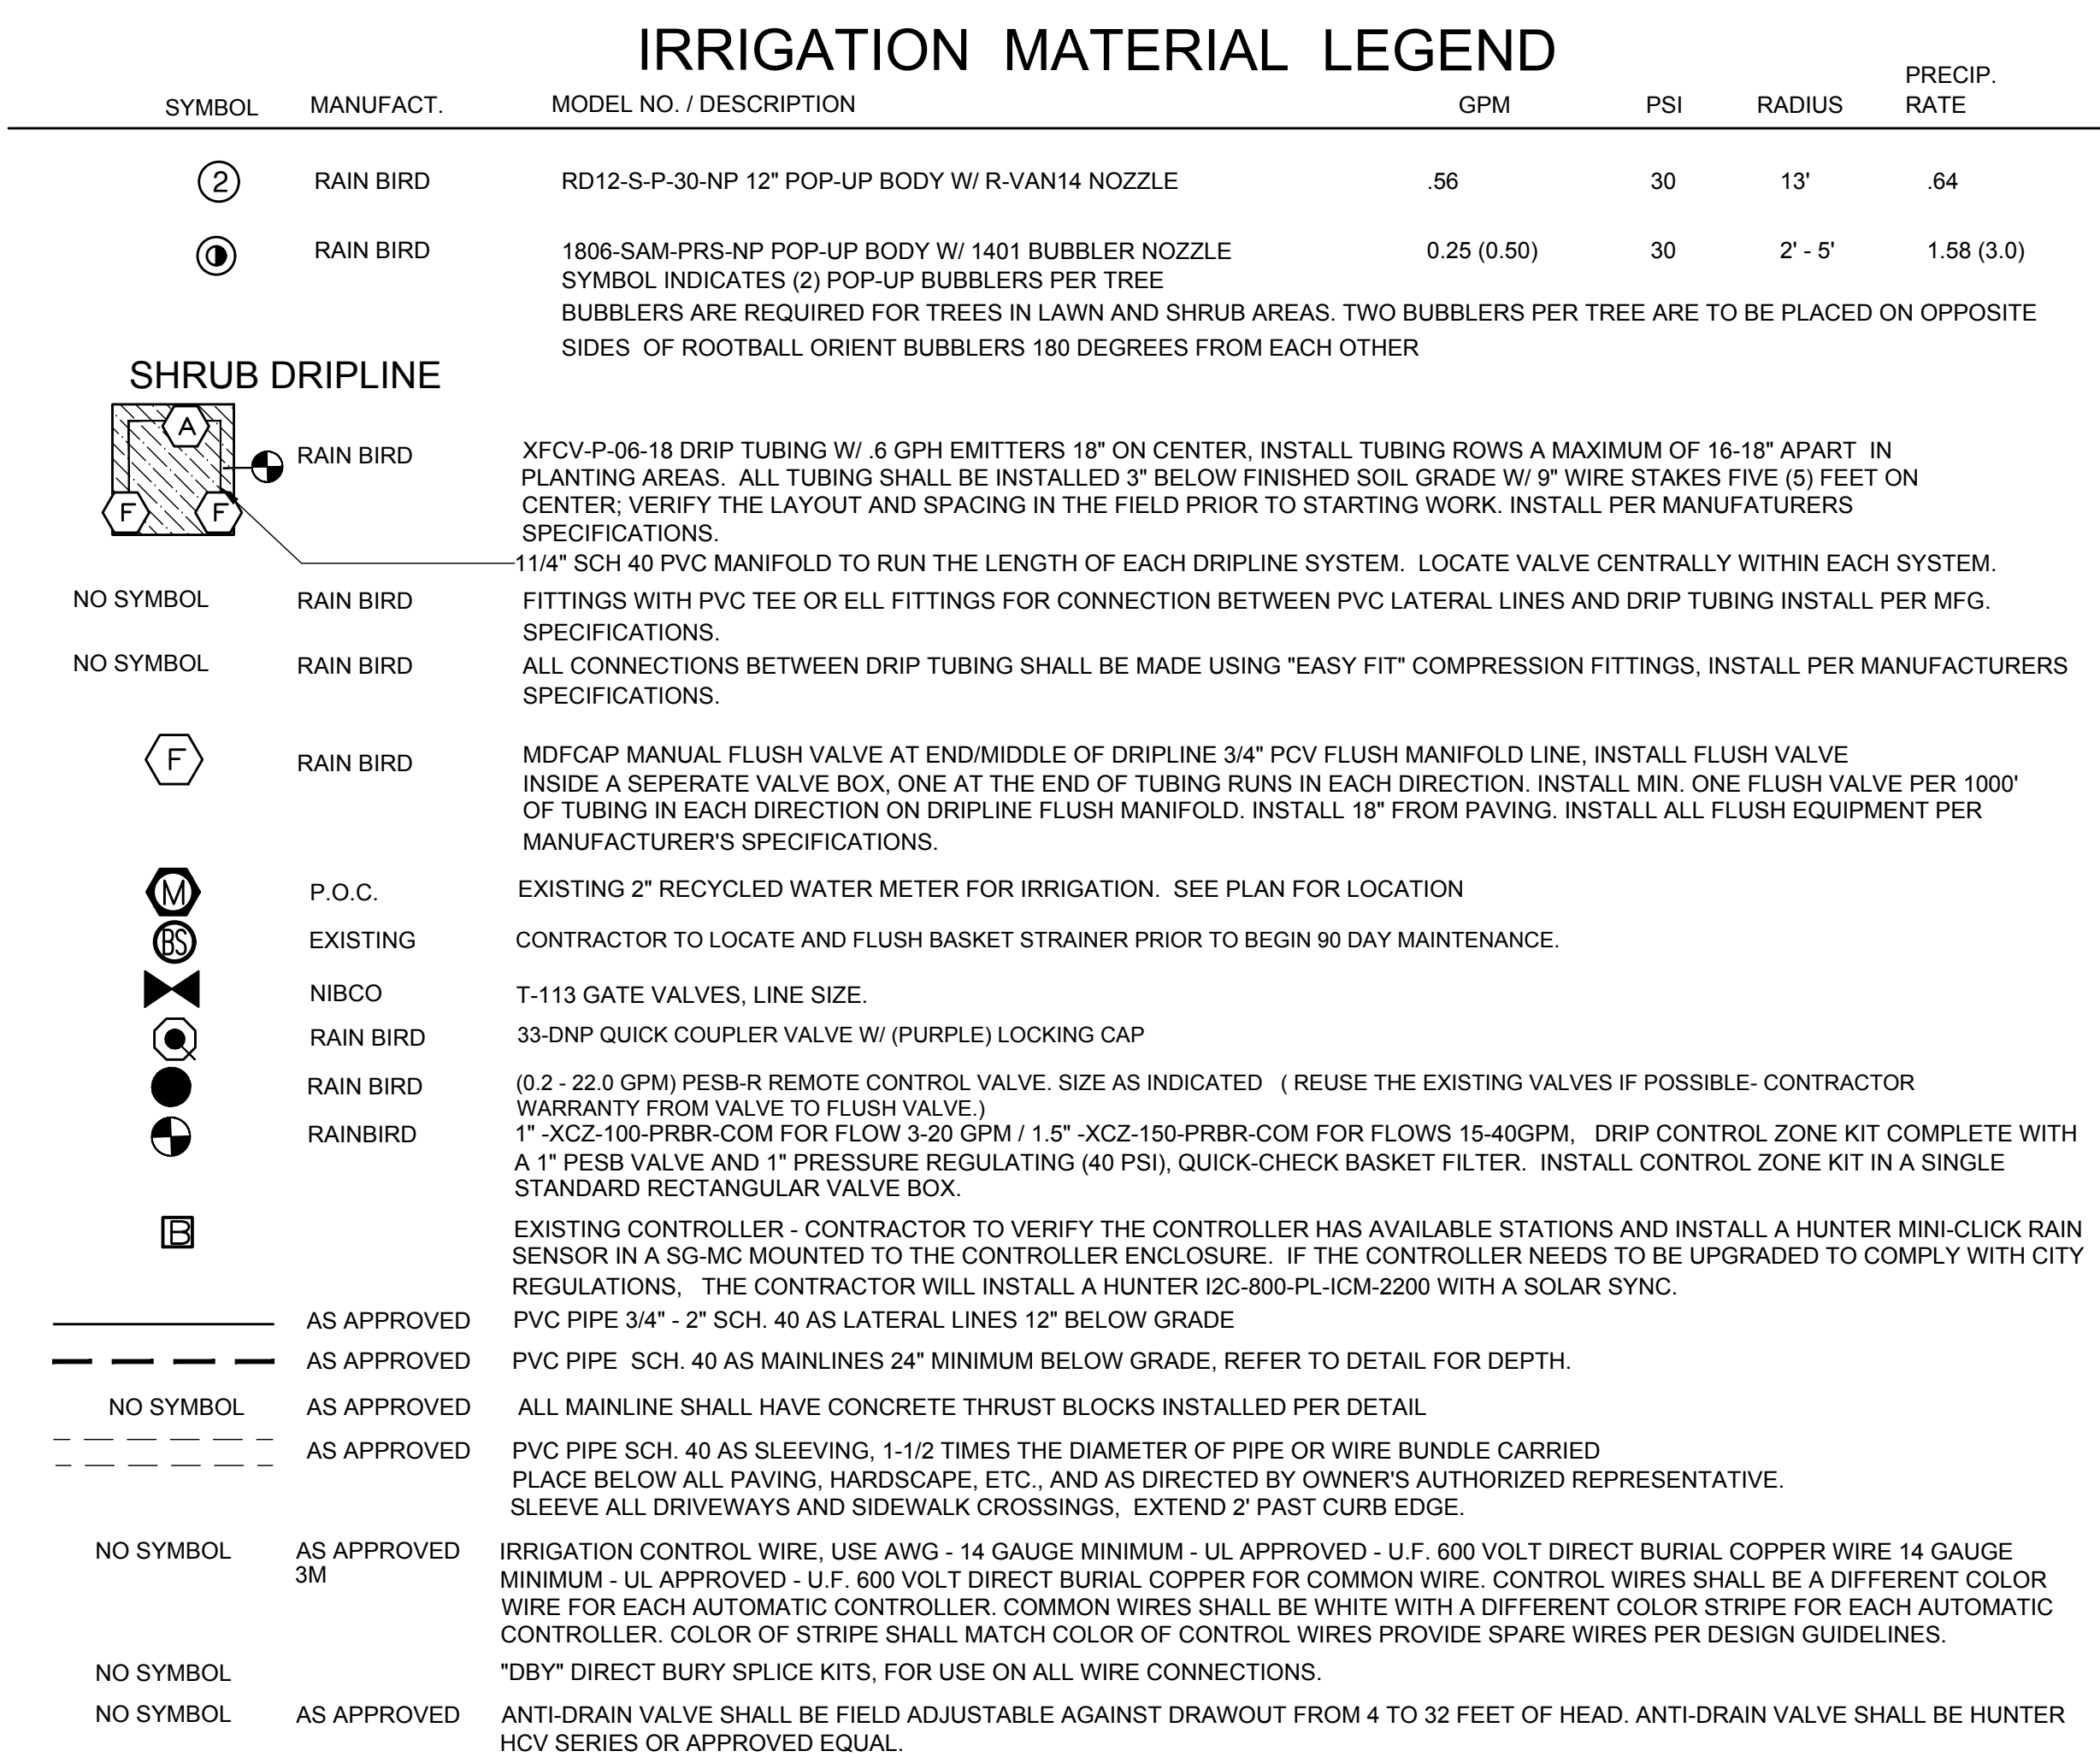 IRRIGATION MATERIAL LEGEND
SYMBOL MANUFACT. MODEL NO. / DESCRIPTION GPM PSI RADIUS PRECIP. RATE
2 RAIN BIRD RD12-S-P-30-NP 12" POP-UP BODY W/ R-VAN14 NOZZLE .56 30 13' .64
RAIN BIRD 1806-SAM-PRS-NP POP-UP BODY W/ 1401 BUBBLER NOZZLE 0.25 (0.50) 30 2' - 5' 1.58 (3.0)
SYMBOL INDICATES (2) POP-UP BUBBLERS PER TREE
BUBBLERS ARE REQUIRED FOR TREES IN LAWN AND SHRUB AREAS. TWO BUBBLERS PER TREE ARE TO BE PLACED ON OPPOSITE
SIDES OF ROOTBALL ORIENT BUBBLERS 180 DEGREES FROM EACH OTHER
SHRUB DRIPLINE
A
F F
RAIN BIRD XFCV-P-06-18 DRIP TUBING W/ .6 GPH EMITTERS 18" ON CENTER, INSTALL TUBING ROWS A MAXIMUM OF 16-18" APART IN
PLANTING AREAS. ALL TUBING SHALL BE INSTALLED 3" BELOW FINISHED SOIL GRADE W/ 9" WIRE STAKES FIVE (5) FEET ON
CENTER; VERIFY THE LAYOUT AND SPACING IN THE FIELD PRIOR TO STARTING WORK. INSTALL PER MANUFATURERS
SPECIFICATIONS.
11/4" SCH 40 PVC MANIFOLD TO RUN THE LENGTH OF EACH DRIPLINE SYSTEM. LOCATE VALVE CENTRALLY WITHIN EACH SYSTEM.
NO SYMBOL RAIN BIRD FITTINGS WITH PVC TEE OR ELL FITTINGS FOR CONNECTION BETWEEN PVC LATERAL LINES AND DRIP TUBING INSTALL PER MFG.
SPECIFICATIONS.
NO SYMBOL RAIN BIRD ALL CONNECTIONS BETWEEN DRIP TUBING SHALL BE MADE USING "EASY FIT" COMPRESSION FITTINGS, INSTALL PER MANUFACTURERS
SPECIFICATIONS.
F RAIN BIRD MDFCAP MANUAL FLUSH VALVE AT END/MIDDLE OF DRIPLINE 3/4" PCV FLUSH MANIFOLD LINE, INSTALL FLUSH VALVE
INSIDE A SEPERATE VALVE BOX, ONE AT THE END OF TUBING RUNS IN EACH DIRECTION. INSTALL MIN. ONE FLUSH VALVE PER 1000'
OF TUBING IN EACH DIRECTION ON DRIPLINE FLUSH MANIFOLD. INSTALL 18" FROM PAVING. INSTALL ALL FLUSH EQUIPMENT PER
MANUFACTURER'S SPECIFICATIONS.
M P.O.C. EXISTING 2" RECYCLED WATER METER FOR IRRIGATION. SEE PLAN FOR LOCATION
BS EXISTING CONTRACTOR TO LOCATE AND FLUSH BASKET STRAINER PRIOR TO BEGIN 90 DAY MAINTENANCE.
NIBCO T-113 GATE VALVES, LINE SIZE.
RAIN BIRD 33-DNP QUICK COUPLER VALVE W/ (PURPLE) LOCKING CAP
RAIN BIRD (0.2 - 22.0 GPM) PESB-R REMOTE CONTROL VALVE. SIZE AS INDICATED ( REUSE THE EXISTING VALVES IF POSSIBLE- CONTRACTOR
WARRANTY FROM VALVE TO FLUSH VALVE.)
RAINBIRD 1" -XCZ-100-PRBR-COM FOR FLOW 3-20 GPM / 1.5" -XCZ-150-PRBR-COM FOR FLOWS 15-40GPM, DRIP CONTROL ZONE KIT COMPLETE WITH
A 1" PESB VALVE AND 1" PRESSURE REGULATING (40 PSI), QUICK-CHECK BASKET FILTER. INSTALL CONTROL ZONE KIT IN A SINGLE
STANDARD RECTANGULAR VALVE BOX.
B EXISTING CONTROLLER - CONTRACTOR TO VERIFY THE CONTROLLER HAS AVAILABLE STATIONS AND INSTALL A HUNTER MINI-CLICK RAIN
SENSOR IN A SG-MC MOUNTED TO THE CONTROLLER ENCLOSURE. IF THE CONTROLLER NEEDS TO BE UPGRADED TO COMPLY WITH CITY
REGULATIONS, THE CONTRACTOR WILL INSTALL A HUNTER I2C-800-PL-ICM-2200 WITH A SOLAR SYNC.
AS APPROVED PVC PIPE 3/4" - 2" SCH. 40 AS LATERAL LINES 12" BELOW GRADE
AS APPROVED PVC PIPE SCH. 40 AS MAINLINES 24" MINIMUM BELOW GRADE, REFER TO DETAIL FOR DEPTH.
NO SYMBOL AS APPROVED ALL MAINLINE SHALL HAVE CONCRETE THRUST BLOCKS INSTALLED PER DETAIL
AS APPROVED PVC PIPE SCH. 40 AS SLEEVING, 1-1/2 TIMES THE DIAMETER OF PIPE OR WIRE BUNDLE CARRIED
PLACE BELOW ALL PAVING, HARDSCAPE, ETC., AND AS DIRECTED BY OWNER'S AUTHORIZED REPRESENTATIVE.
SLEEVE ALL DRIVEWAYS AND SIDEWALK CROSSINGS, EXTEND 2' PAST CURB EDGE.
NO SYMBOL AS APPROVED IRRIGATION CONTROL WIRE, USE AWG - 14 GAUGE MINIMUM - UL APPROVED - U.F. 600 VOLT DIRECT BURIAL COPPER WIRE 14 GAUGE
3M MINIMUM - UL APPROVED - U.F. 600 VOLT DIRECT BURIAL COPPER FOR COMMON WIRE. CONTROL WIRES SHALL BE A DIFFERENT COLOR
WIRE FOR EACH AUTOMATIC CONTROLLER. COMMON WIRES SHALL BE WHITE WITH A DIFFERENT COLOR STRIPE FOR EACH AUTOMATIC
CONTROLLER. COLOR OF STRIPE SHALL MATCH COLOR OF CONTROL WIRES PROVIDE SPARE WIRES PER DESIGN GUIDELINES.
NO SYMBOL "DBY" DIRECT BURY SPLICE KITS, FOR USE ON ALL WIRE CONNECTIONS.
NO SYMBOL AS APPROVED ANTI-DRAIN VALVE SHALL BE FIELD ADJUSTABLE AGAINST DRAWOUT FROM 4 TO 32 FEET OF HEAD. ANTI-DRAIN VALVE SHALL BE HUNTER
HCV SERIES OR APPROVED EQUAL.